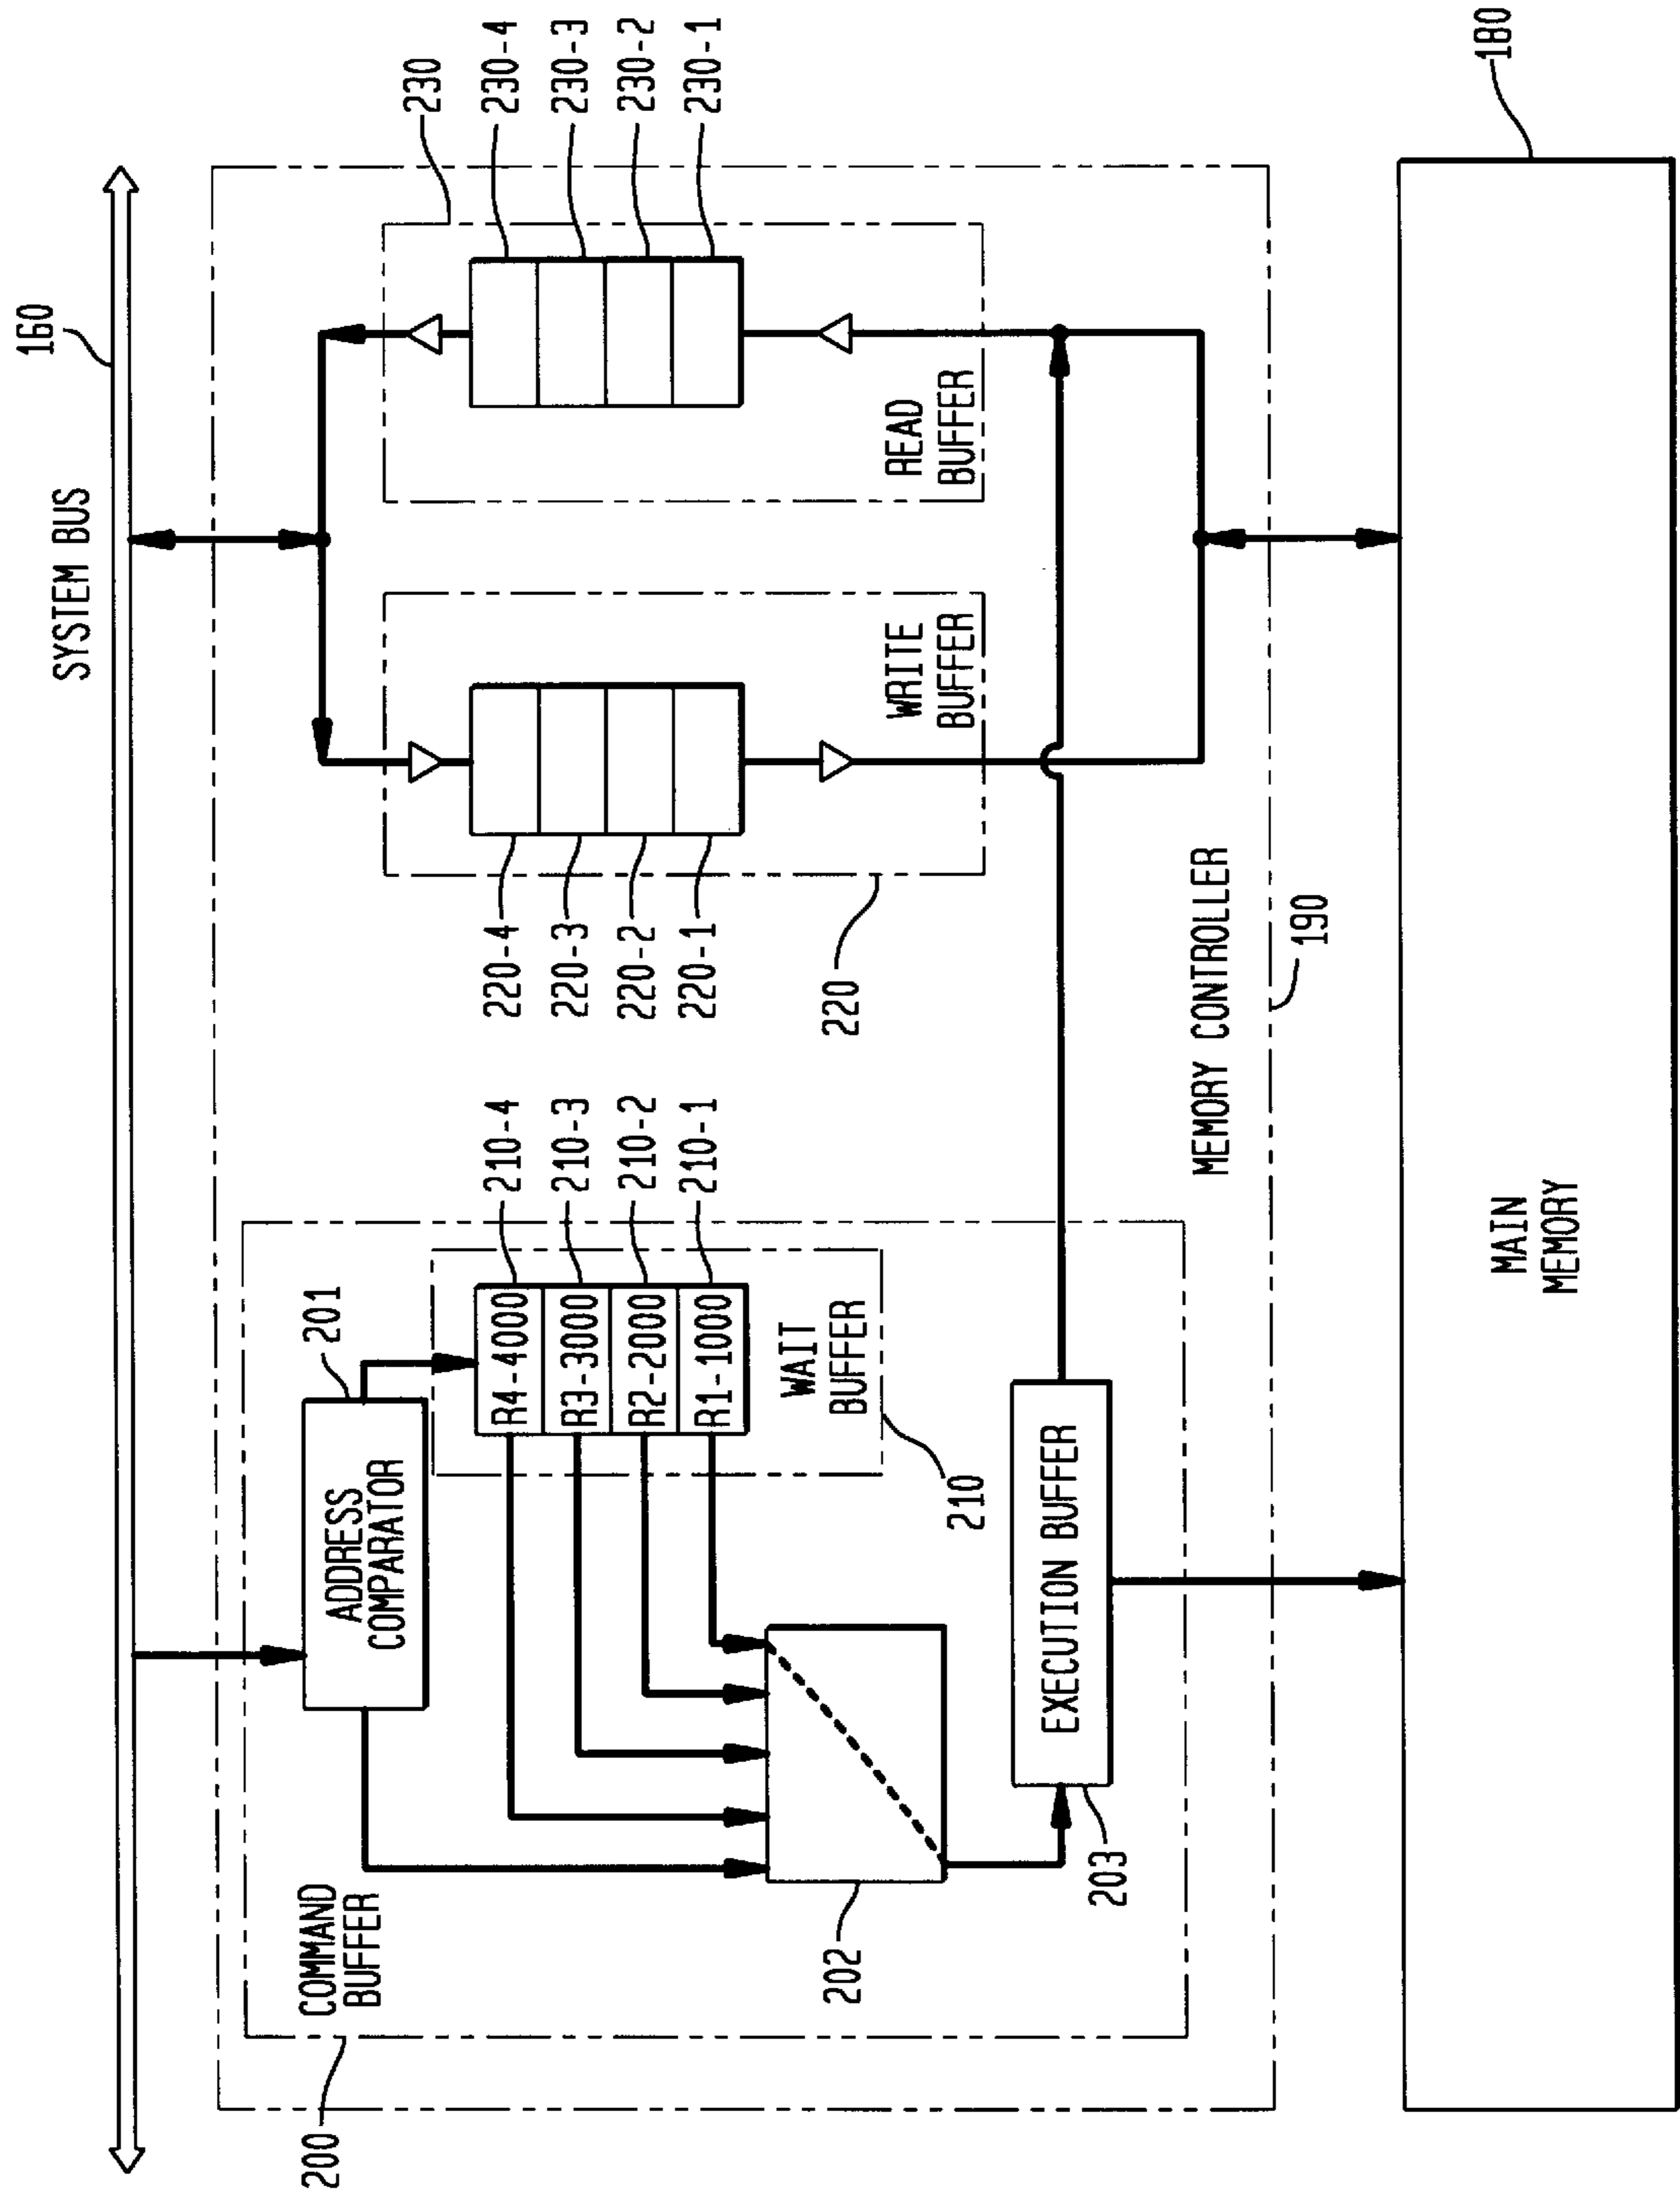 160
SYSTEM BUS
COMMAND
BUFFER
200
ADDRESS
COMPARATOR
201
R4-4000
R3-3000
R2-2000
R1-1000
210-4
210-3
210-2
210-1
WAIT
BUFFER
210
202
EXECUTION BUFFER
203
220-4
220-3
220-2
220-1
WRITE
BUFFER
220
230
230-4
230-3
230-2
230-1
READ
BUFFER
MEMORY CONTROLLER
190
MAIN
MEMORY
180